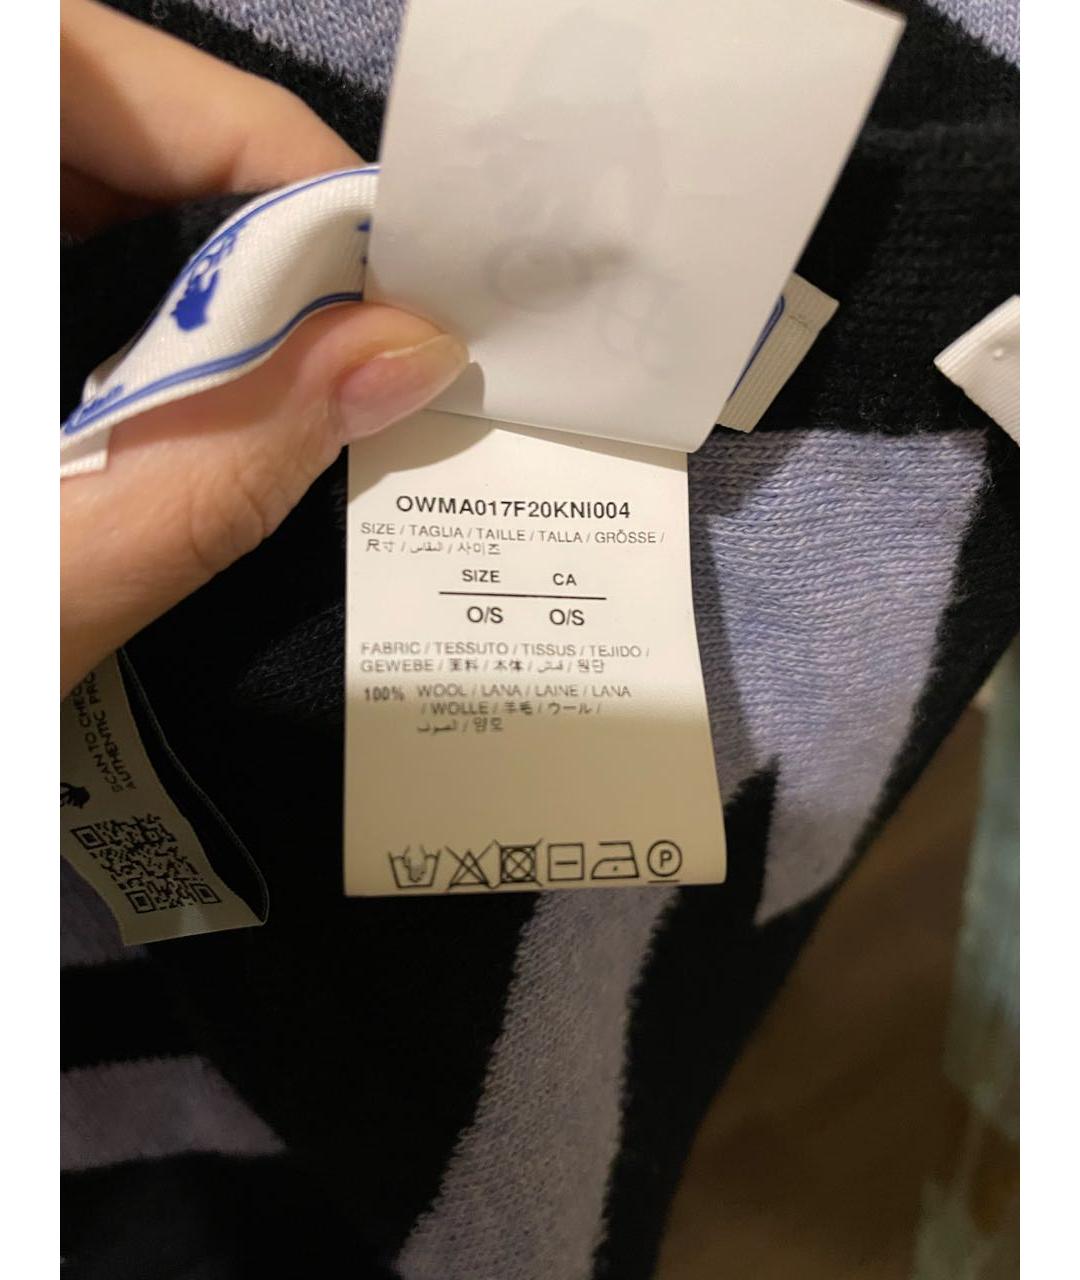 OWMA017F20KNI004
SIZE / TAGLIA / TAILLE / TALLA / GRÖSSE /
尺寸 / المقاس / 사이즈
SIZE CA
O/S O/S
FABRIC / TESSUTO / TISSUS / TEJIDO /
GEWEBE / 里料 / 本体 / قماش / 원단
100% WOOL / LANA / LAINE / LANA
/ WOLLE / 羊毛 / ウール /
الصوف / 양모
P
SCAN TO CHEC
AUTHENTIC PRO